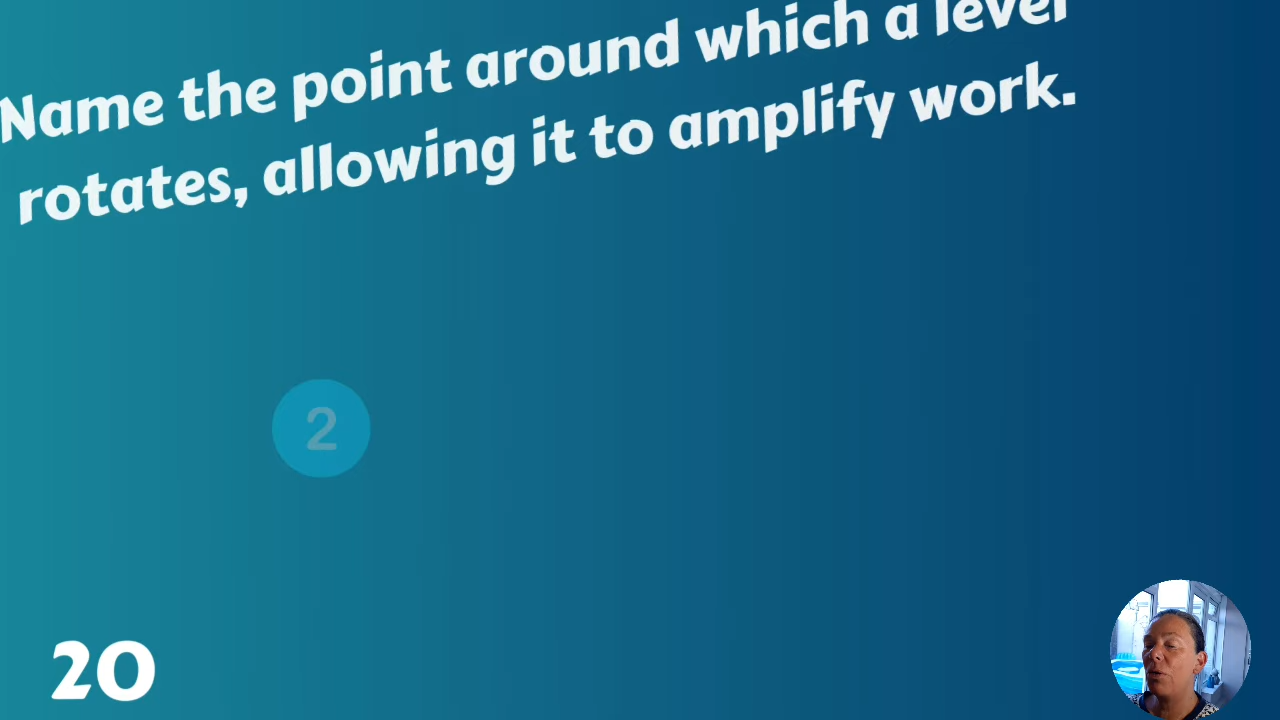 Name the point around which a lever
rotates, allowing it to amplify work.
2
20